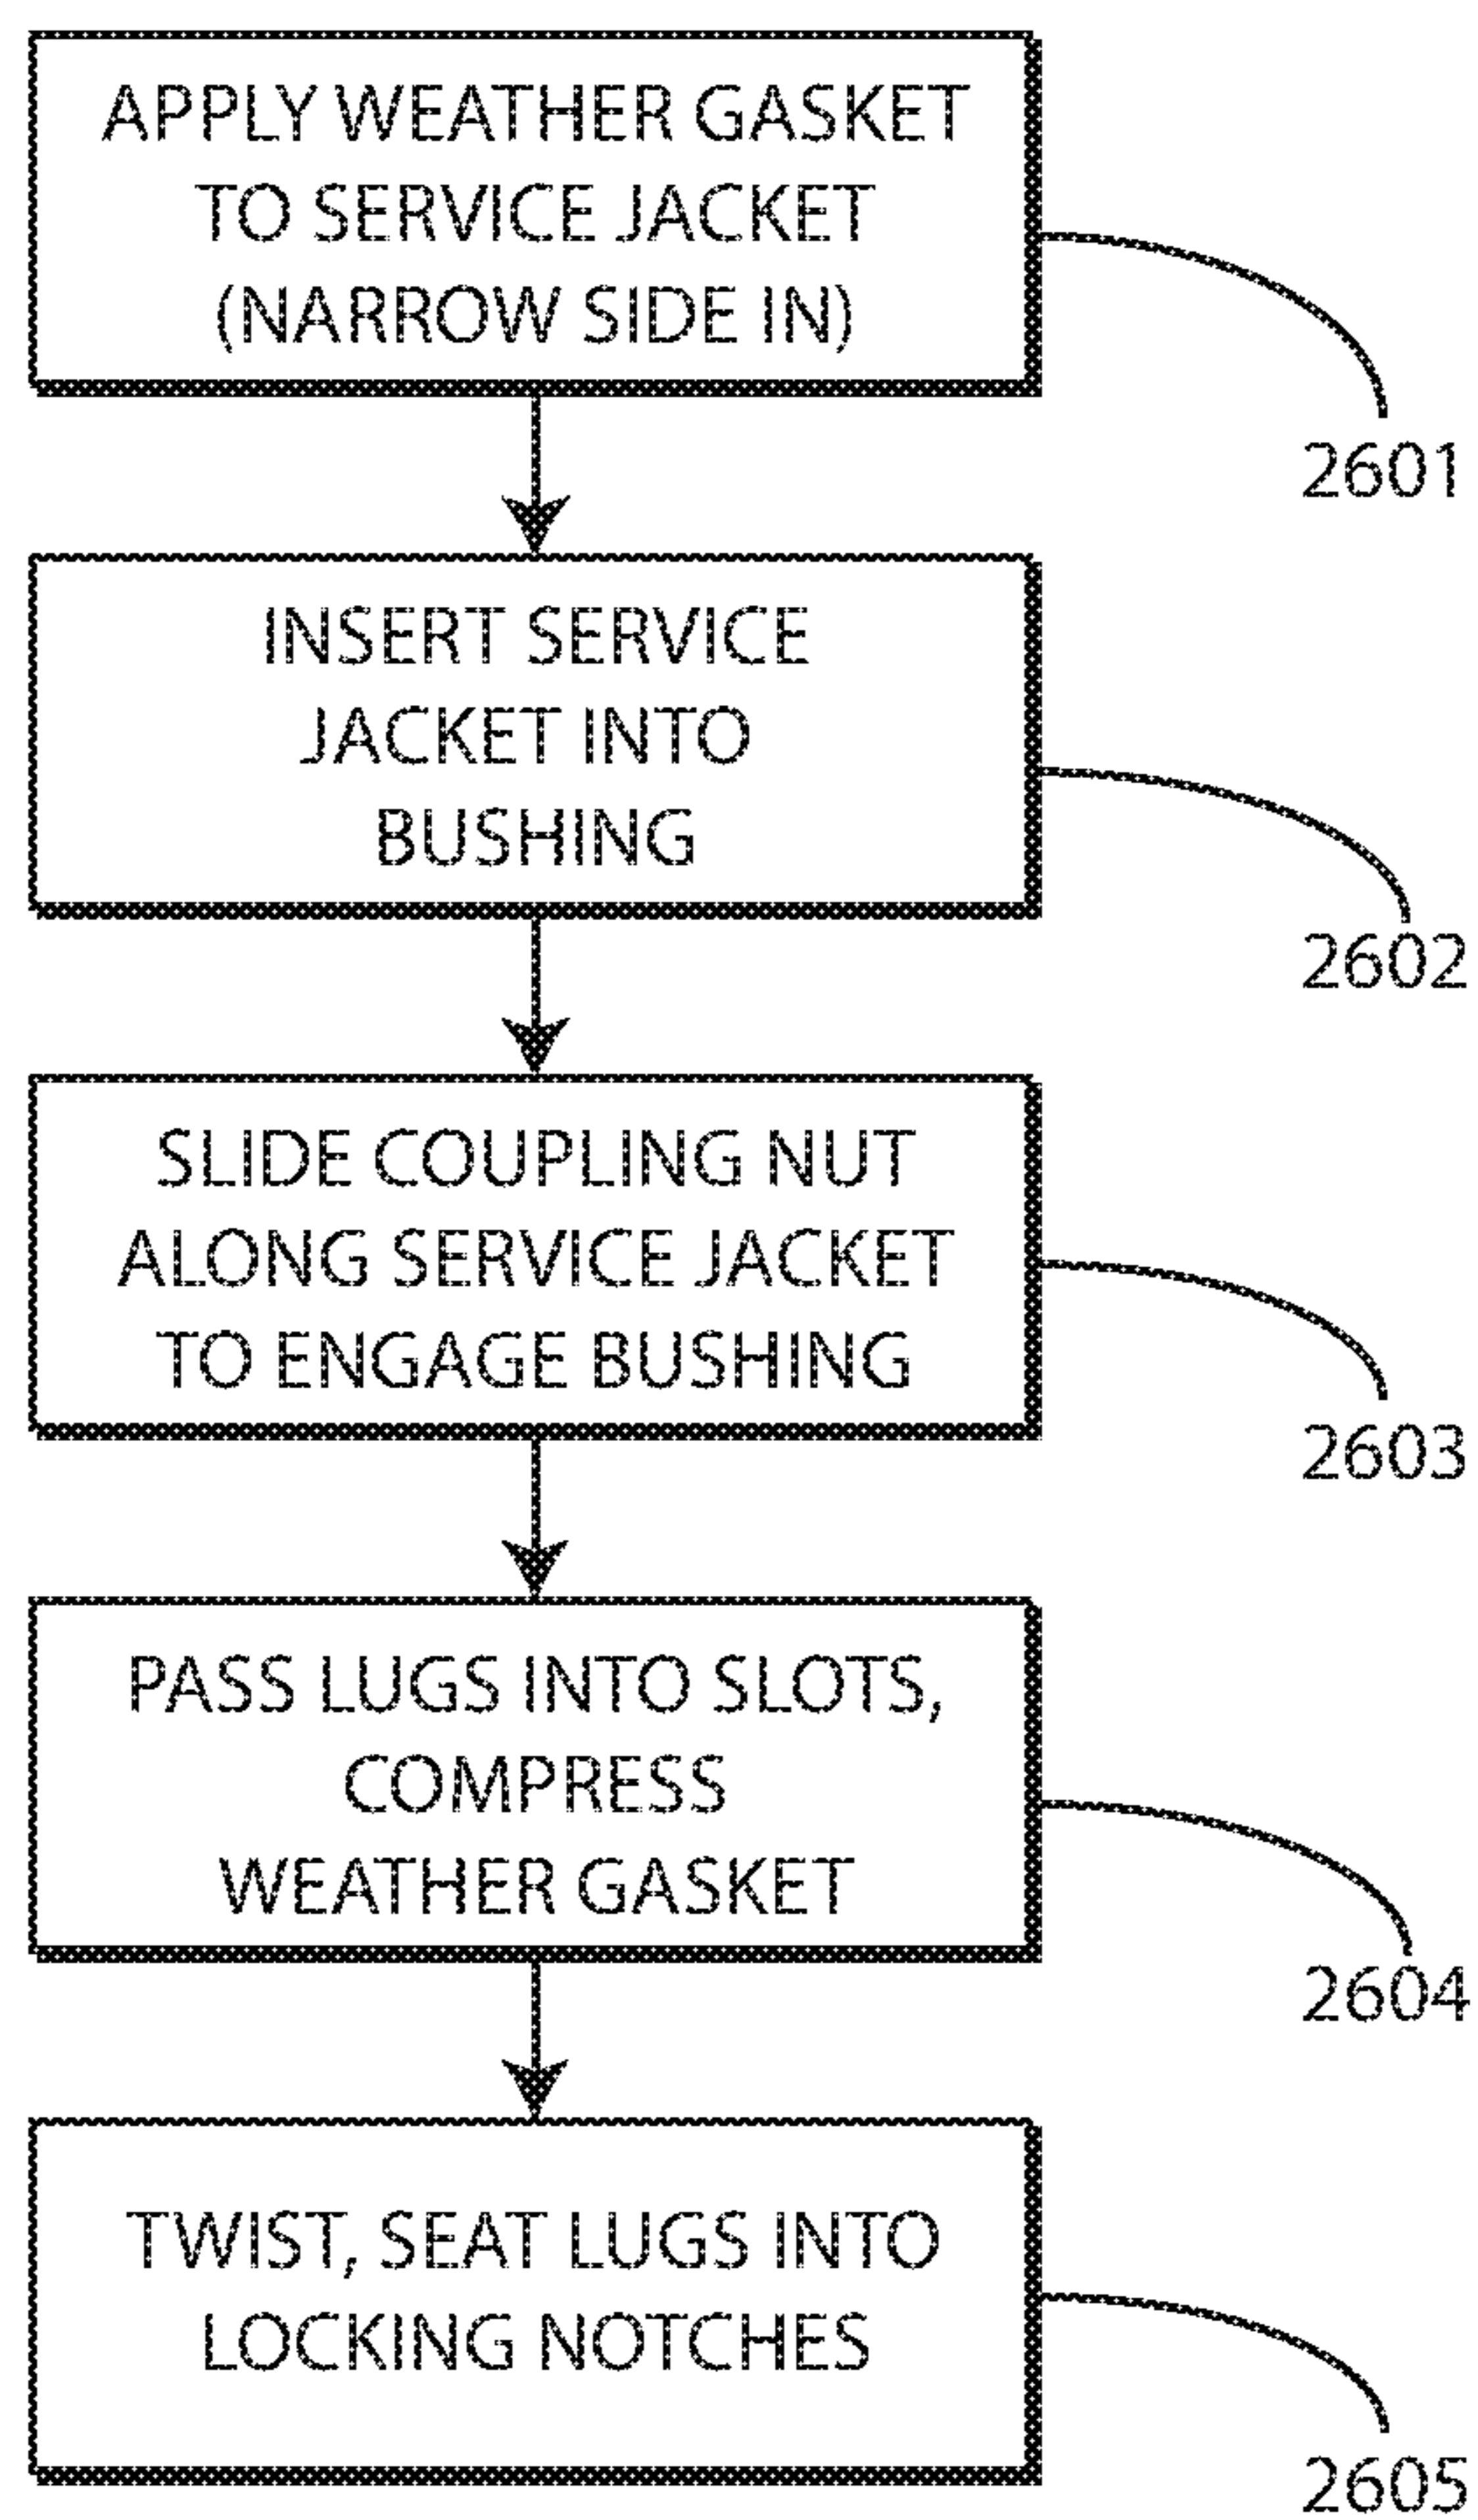 APPLY WEATHER GASKET
TO SERVICE JACKET
(NARROW SIDE IN)
2601
INSERT SERVICE
JACKET INTO
BUSHING
2602
SLIDE COUPLING NUT
ALONG SERVICE JACKET
TO ENGAGE BUSHING
2603
PASS LUGS INTO SLOTS,
COMPRESS
WEATHER GASKET
2604
TWIST, SEAT LUGS INTO
LOCKING NOTCHES
2605